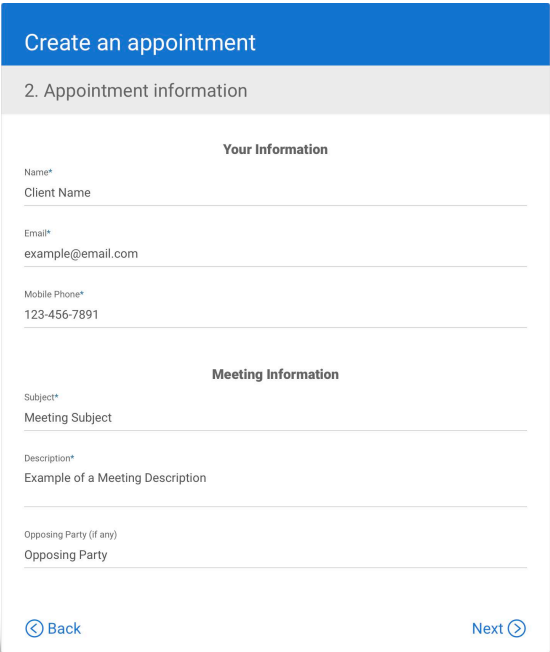 Create an appointment
2. Appointment information
Your Information
Name*
Client Name
Email*
example@email.com
Mobile Phone*
123-456-7891
Meeting Information
Subject*
Meeting Subject
Description*
Example of a Meeting Description
Opposing Party (if any)
Opposing Party
Back
Next